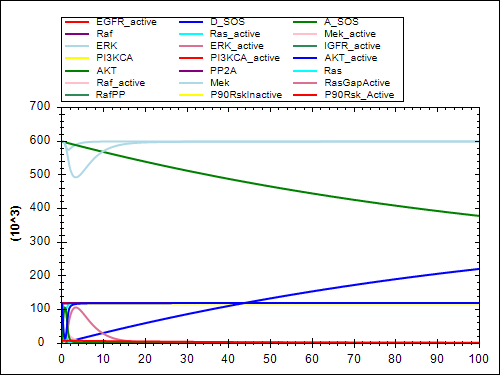 EGFR_active D_SOS A_SOS
Raf Ras_active Mek_active
ERK ERK_active IGFR_active
PI3KCA PI3KCA_active AKT_active
AKT PP2A Ras
Raf_active Mek RasGapActive
RafPP P90RskInactive P90Rsk_Active
700
600
500
400
300
200
100
0
(10^3)
0 10 20 30 40 50 60 70 80 90 100